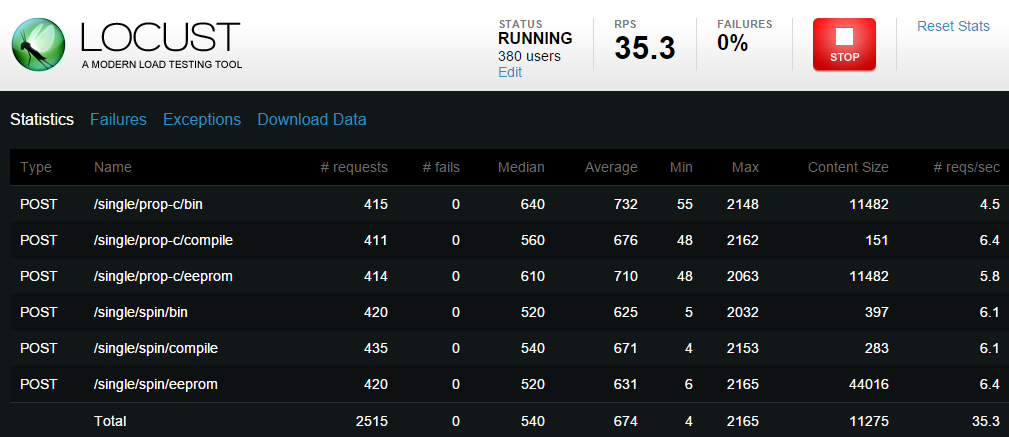 LOCUST
A MODERN LOAD TESTING TOOL
STATUS
RUNNING
380 users
Edit
RPS
35.3
FAILURES
0%
STOP
Reset Stats
Statistics Failures Exceptions Download Data
Type Name # requests # fails Median Average Min Max Content Size # reqs/sec
POST /single/prop-c/bin 415 0 640 732 55 2148 11482 4.5
POST /single/prop-c/compile 411 0 560 676 48 2162 151 6.4
POST /single/prop-c/eeprom 414 0 610 710 48 2063 11482 5.8
POST /single/spin/bin 420 0 520 625 5 2032 397 6.1
POST /single/spin/compile 435 0 540 671 4 2153 283 6.1
POST /single/spin/eeprom 420 0 520 631 6 2165 44016 6.4
Total 2515 0 540 674 4 2165 11275 35.3